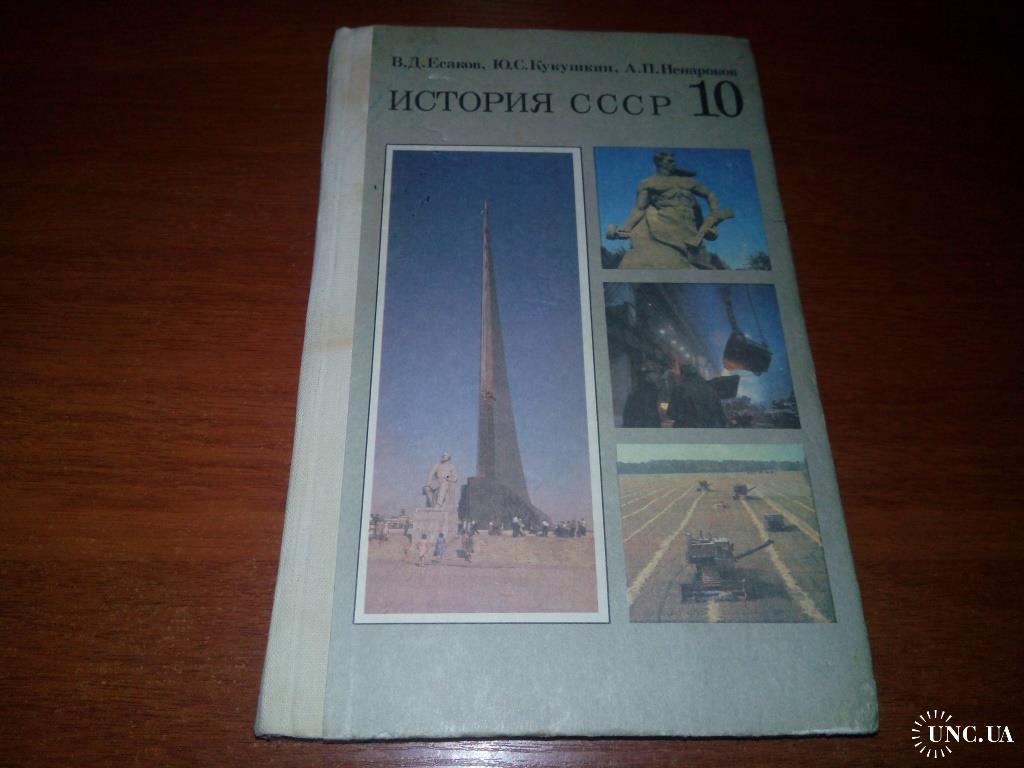 В.Д.Есаков, Ю.С.Кукушкин, А.П.Ненароков
ИСТОРИЯ СССР 10
UNC.UA